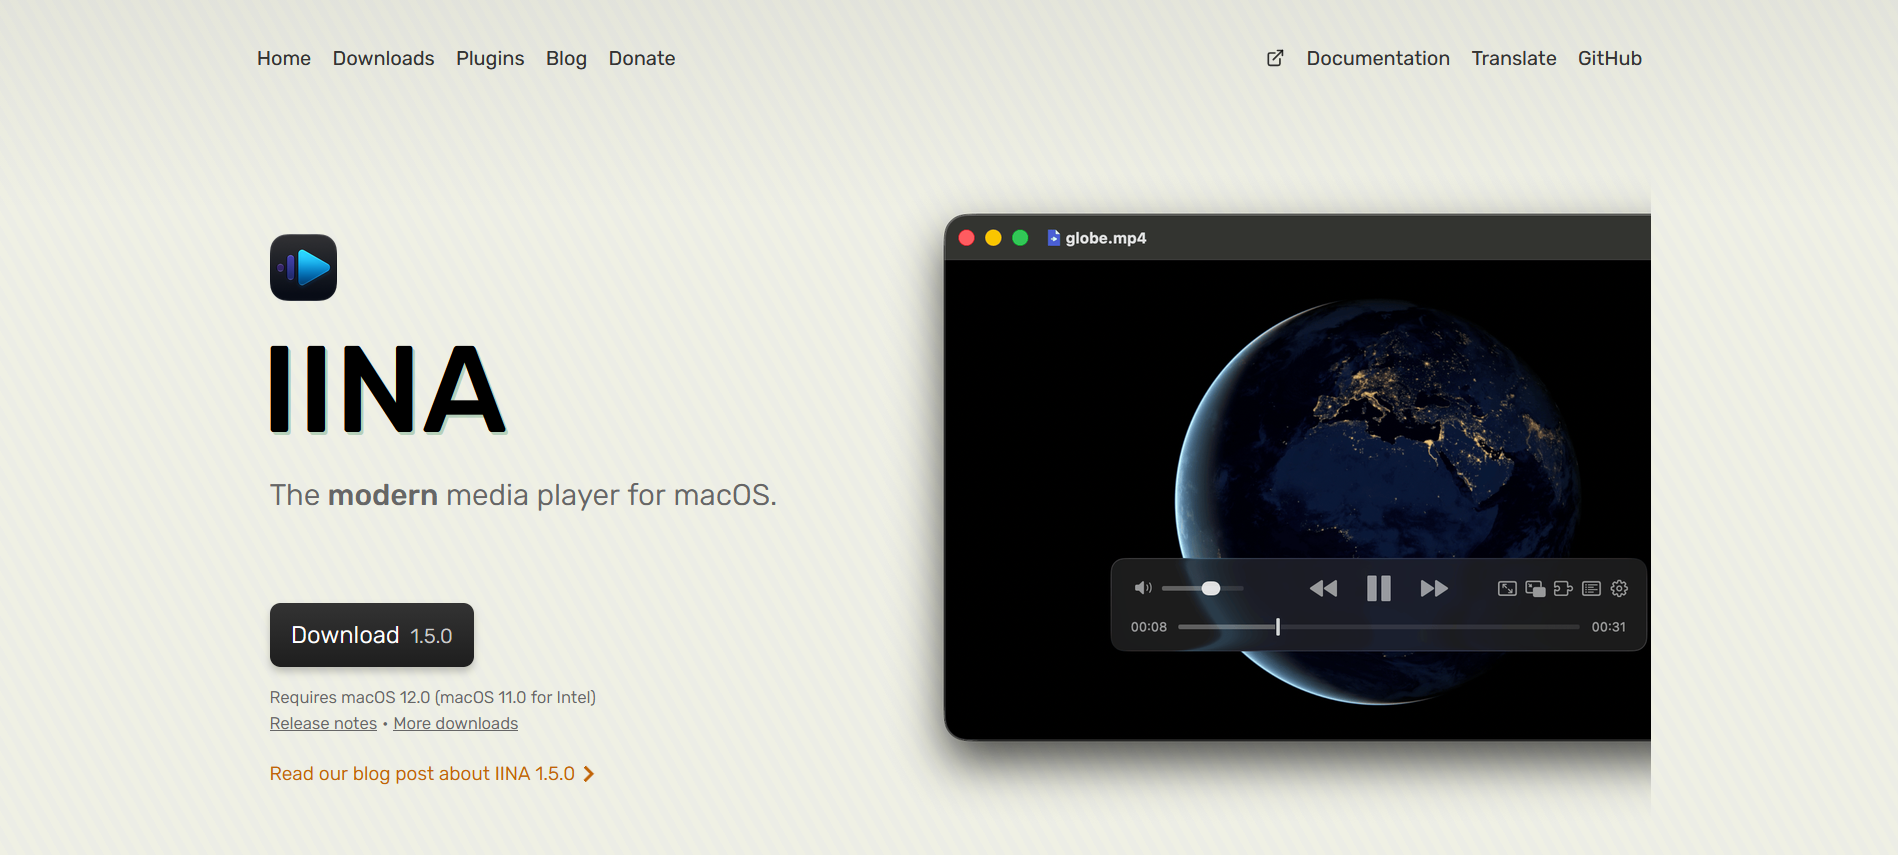 Home Downloads Plugins Blog Donate Documentation Translate GitHub
IINA
The modern media player for macOS.
Download 1.5.0
Requires macOS 12.0 (macOS 11.0 for Intel)
Release notes • More downloads
Read our blog post about IINA 1.5.0
globe.mp4
00:08 00:31